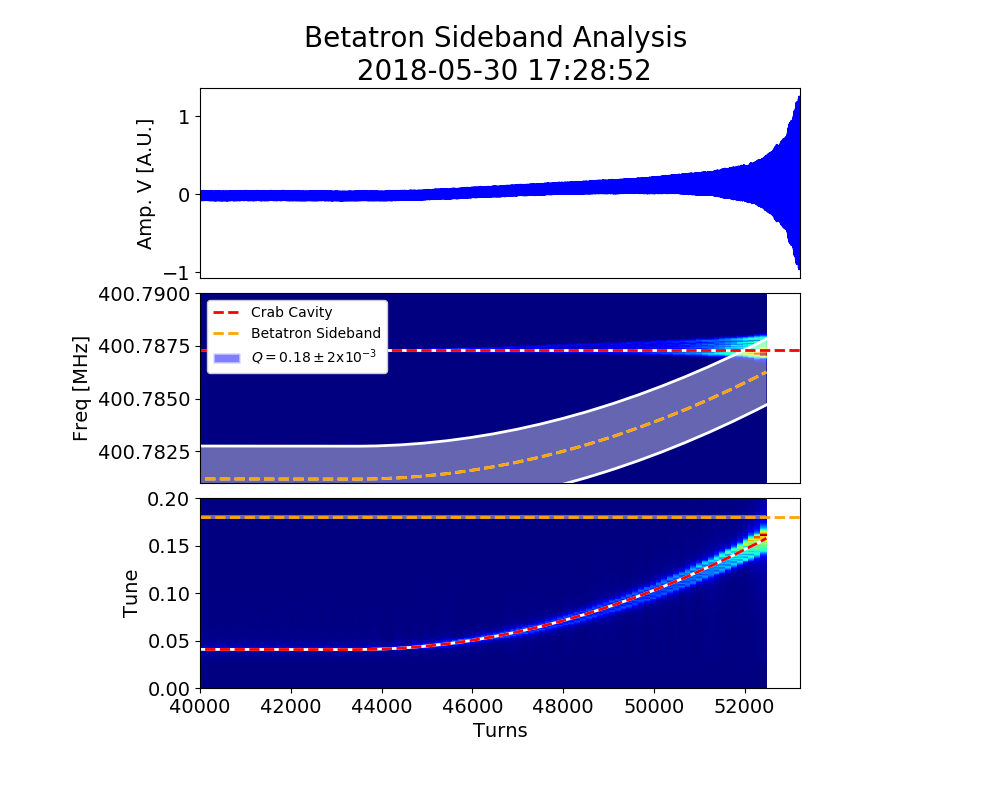 Betatron Sideband Analysis
2018-05-30 17:28:52
1
0
−1
Amp. V [A.U.]
400.7900
400.7875
400.7850
400.7825
Freq [MHz]
Crab Cavity
Betatron Sideband
Q = 0.18 ± 2x10⁻³
0.20
0.15
0.10
0.05
0.00
Tune
40000 42000 44000 46000 48000 50000 52000
Turns